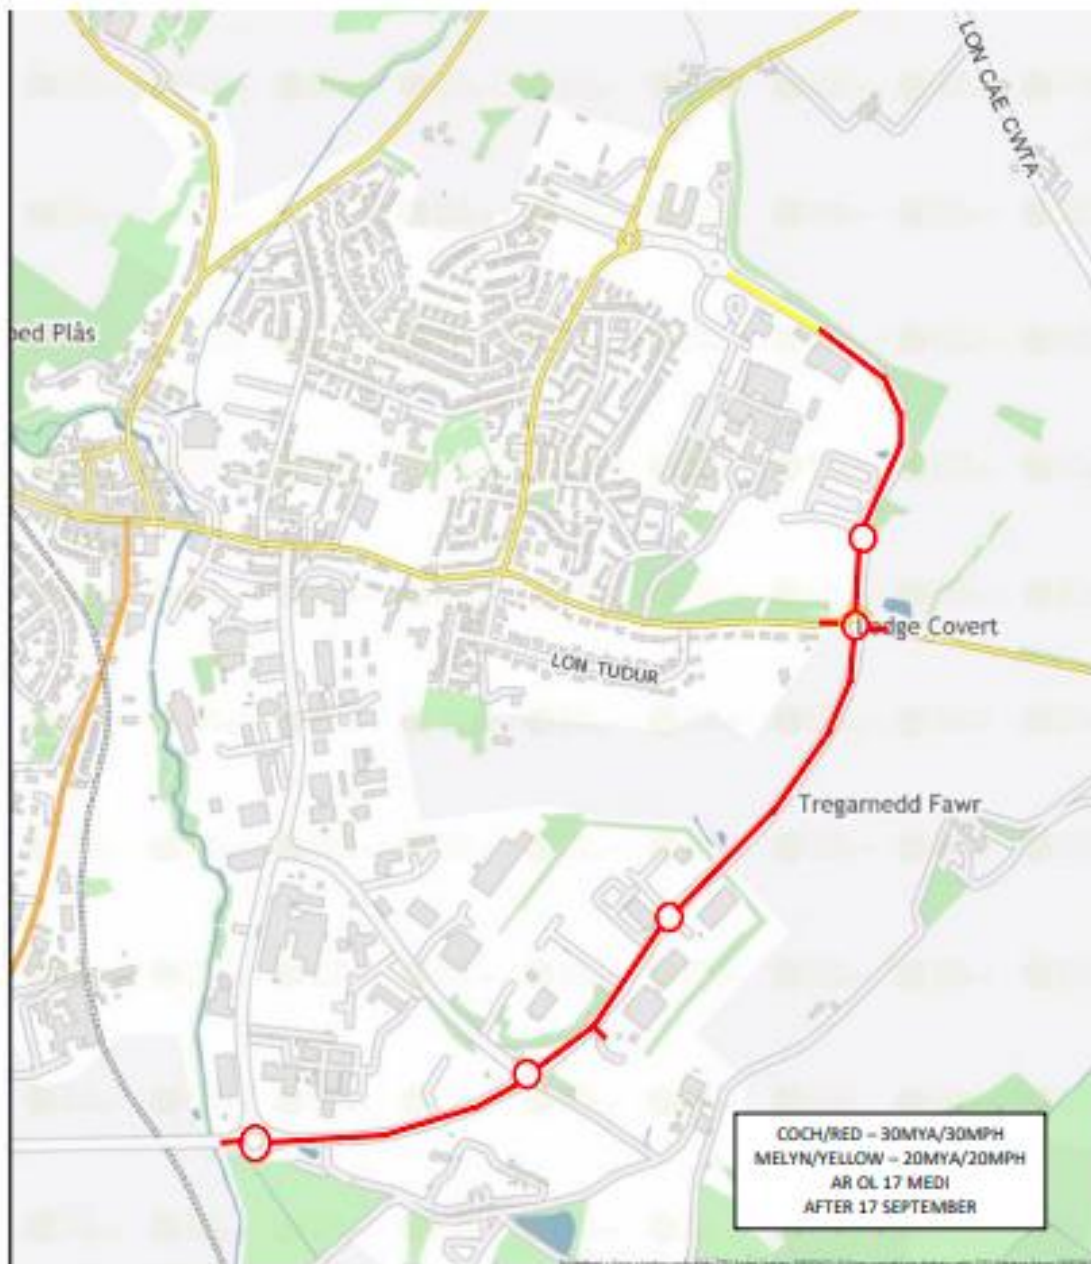 LON CAE CWTA
ped Plâs
Lodge Covert
LON TUDUR
Tregarnedd Fawr
COCH/RED – 30MYA/30MPH
MELYN/YELLOW – 20MYA/20MPH
AR OL 17 MEDI
AFTER 17 SEPTEMBER